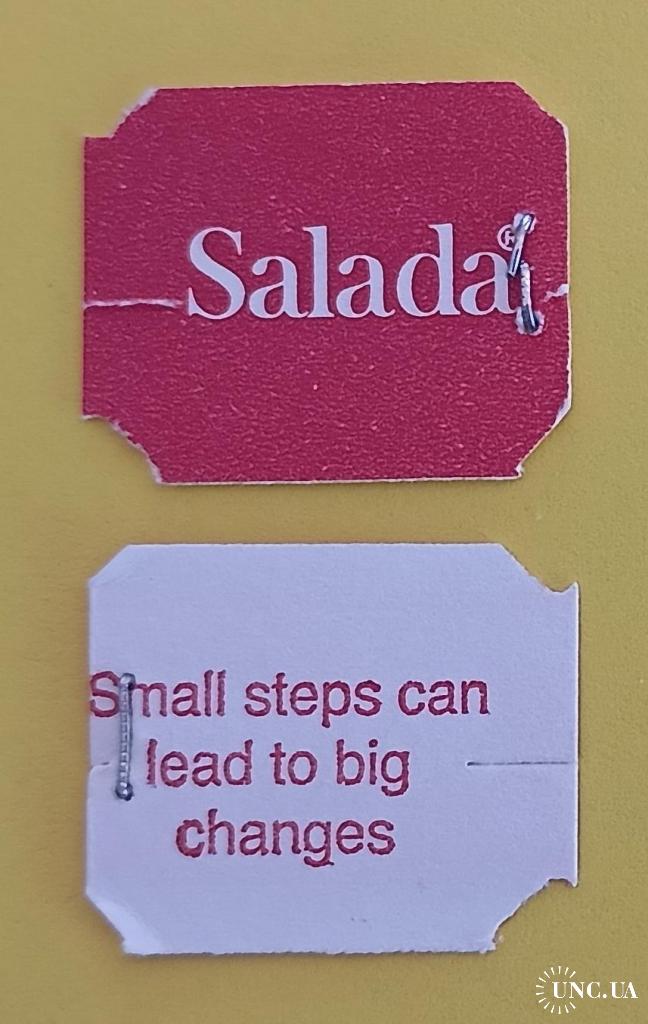 Salada®
Small steps can
lead to big
changes
UNC.UA